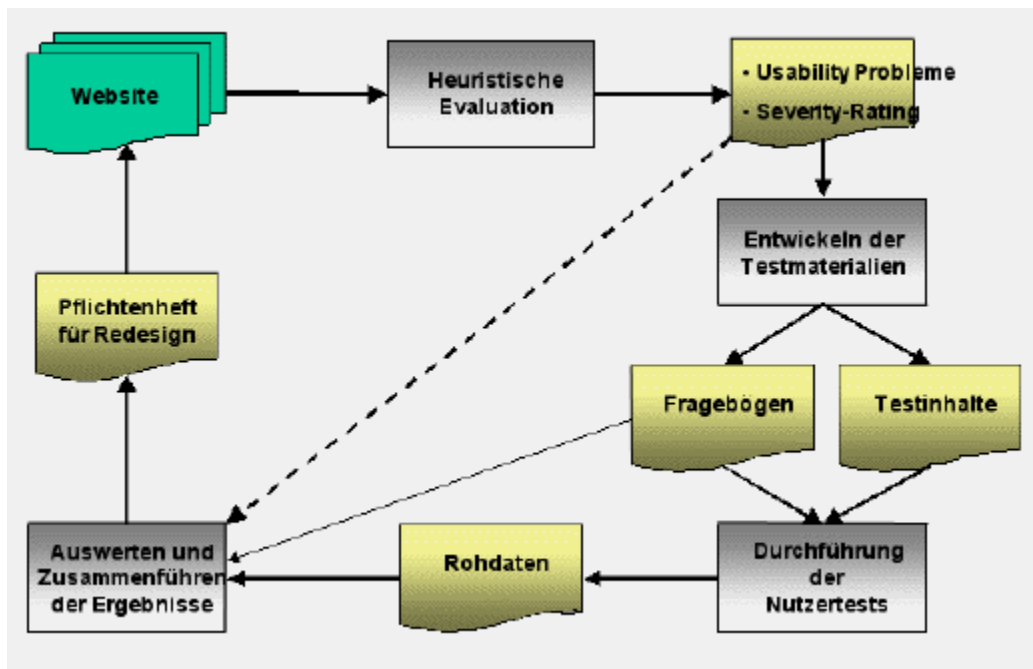 Website
Heuristische
Evaluation
- Usability Probleme
- Severity-Rating
Entwickeln der
Testmaterialien
Pflichtenheft
für Redesign
Fragebögen
Testinhalte
Auswerten und
Zusammenführen
der Ergebnisse
Rohdaten
Durchführung
der
Nutzertests